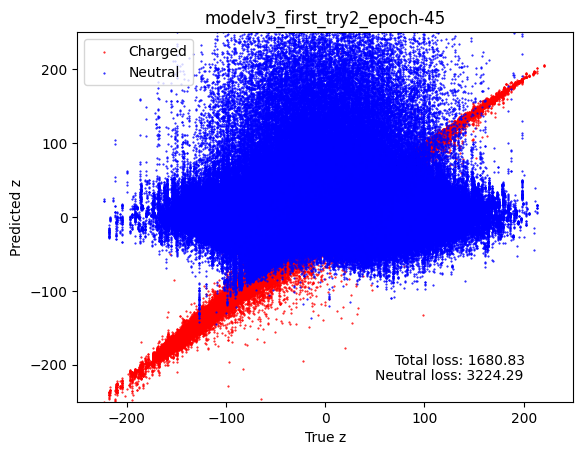 modelv3_first_try2_epoch-45
Charged
Neutral
Predicted z
200
100
0
−100
−200
Total loss: 1680.83
Neutral loss: 3224.29
−200
−100
0
100
200
True z